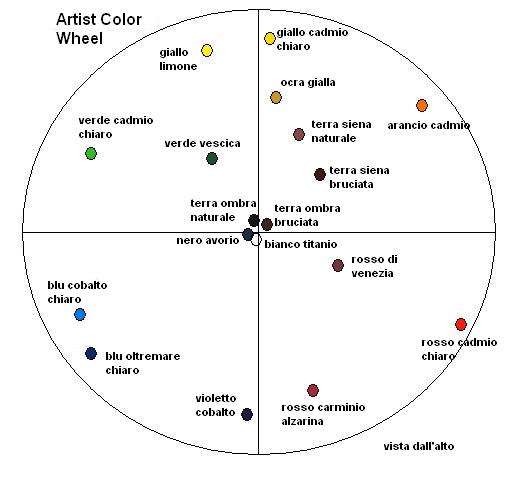 Artist Color
Wheel
giallo cadmio
chiaro
giallo
limone
ocra gialla
verde cadmio
chiaro
arancio cadmio
terra siena
naturale
verde vescica
terra siena
bruciata
terra ombra
naturale
terra ombra
bruciata
nero avorio
bianco titanio
rosso di
venezia
blu cobalto
chiaro
rosso cadmio
chiaro
blu oltremare
chiaro
violetto
cobalto
rosso carminio
alzarina
vista dall'alto